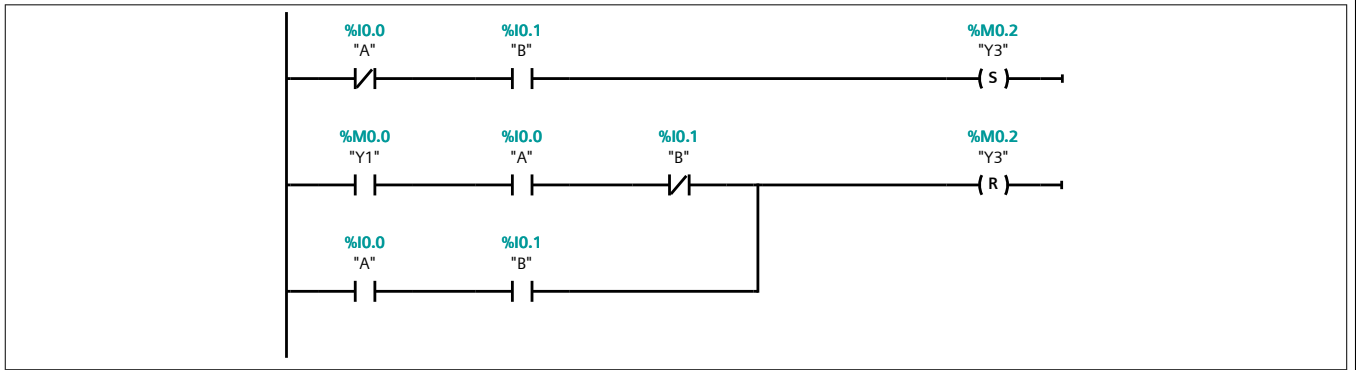 %I0.0 %I0.1 %M0.2
"A" "B" "Y3"
S
%M0.0 %I0.0 %I0.1 %M0.2
"Y1" "A" "B" "Y3"
R
%I0.0 %I0.1
"A" "B"